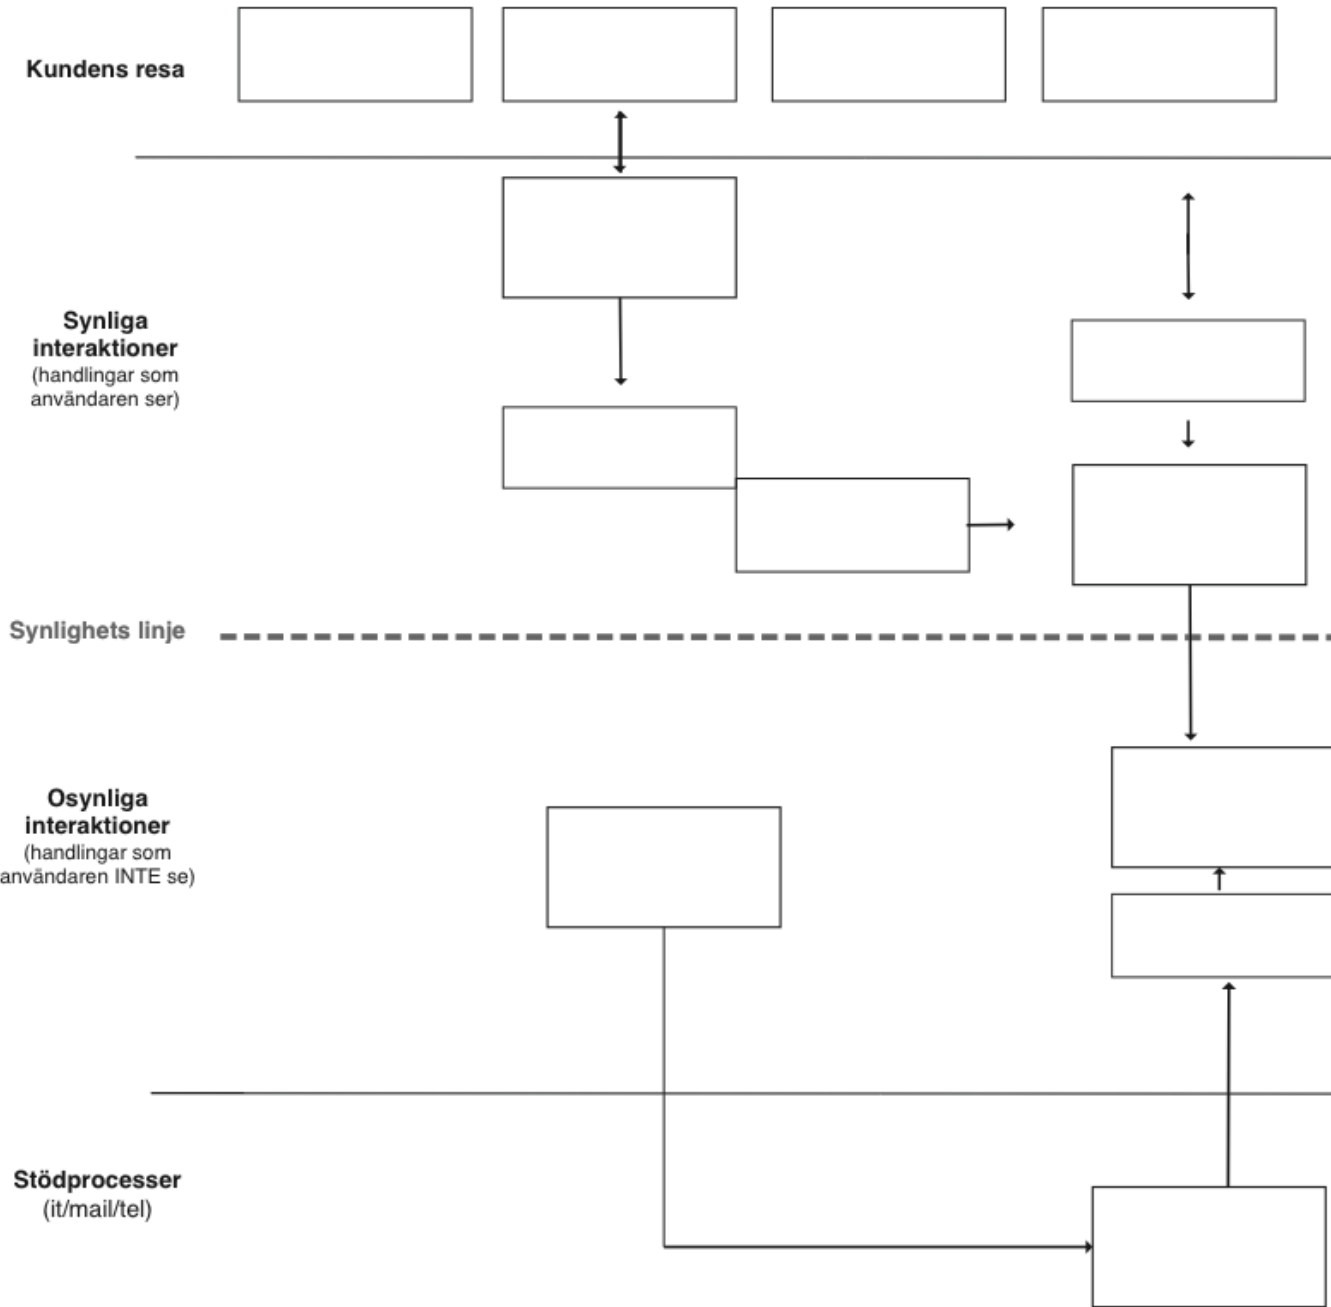 Kundens resa
Synliga
interaktioner
(handlingar som
användaren ser)
Synlighets linje
Osynliga
interaktioner
(handlingar som
användaren INTE se)
Stödprocesser
(it/mail/tel)